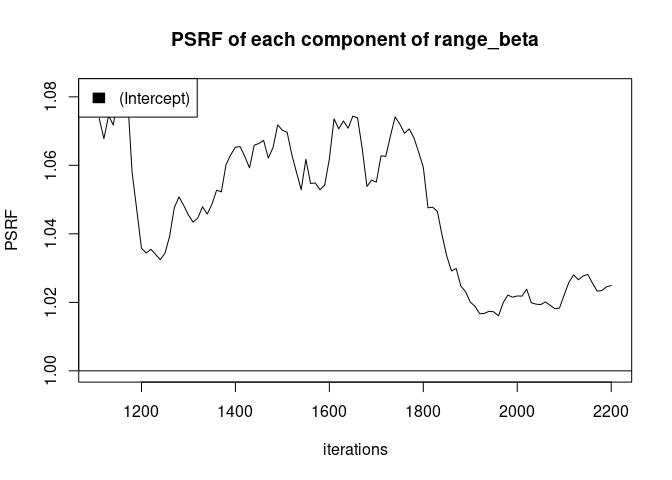 PSRF of each component of range_beta
(Intercept)
PSRF
1.08
1.06
1.04
1.02
1.00
1200 1400 1600 1800 2000 2200
iterations